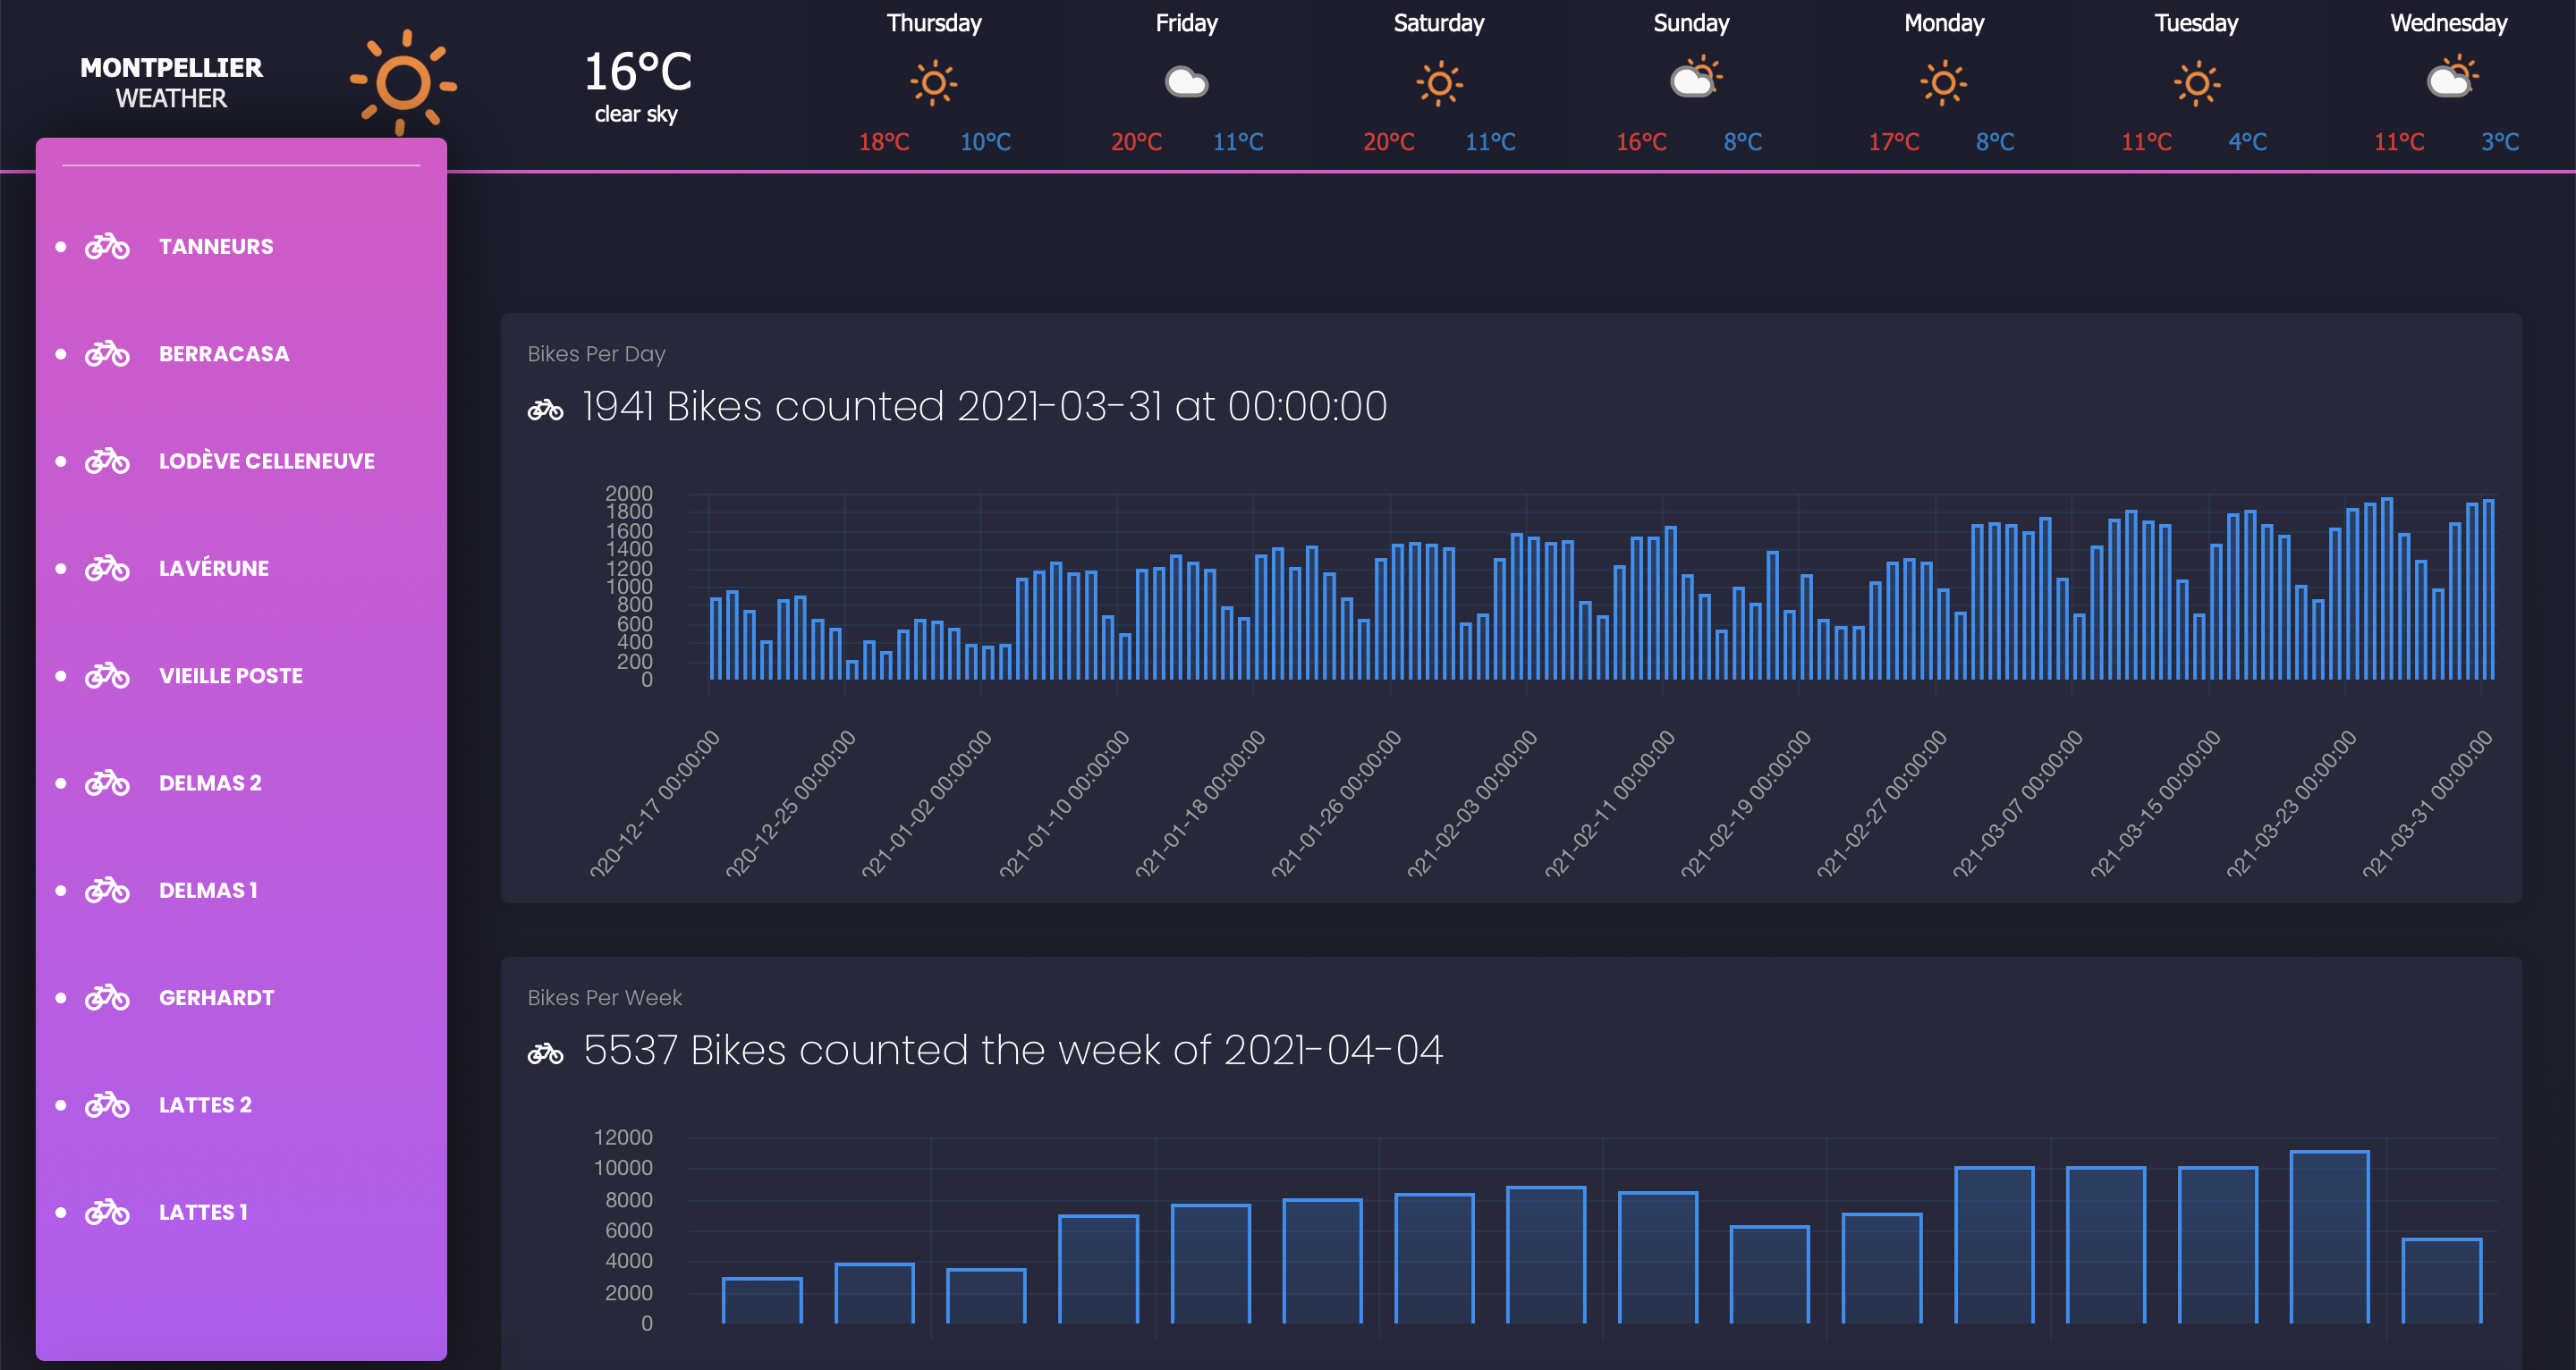 MONTPELLIER
WEATHER
16°C
clear sky
Thursday
18°C 10°C
Friday
20°C 11°C
Saturday
20°C 11°C
Sunday
16°C 8°C
Monday
17°C 8°C
Tuesday
11°C 4°C
Wednesday
11°C 3°C
TANNEURS
BERRACASA
LODÈVE CELLENEUVE
LAVÉRUNE
VIEILLE POSTE
DELMAS 2
DELMAS 1
GERHARDT
LATTES 2
LATTES 1
Bikes Per Day
1941 Bikes counted 2021-03-31 at 00:00:00
2000
1800
1600
1400
1200
1000
800
600
400
200
0
020-12-17 00:00:00
020-12-25 00:00:00
021-01-02 00:00:00
021-01-10 00:00:00
021-01-18 00:00:00
021-01-26 00:00:00
021-02-03 00:00:00
021-02-11 00:00:00
021-02-19 00:00:00
021-02-27 00:00:00
021-03-07 00:00:00
021-03-15 00:00:00
021-03-23 00:00:00
021-03-31 00:00:00
Bikes Per Week
5537 Bikes counted the week of 2021-04-04
12000
10000
8000
6000
4000
2000
0